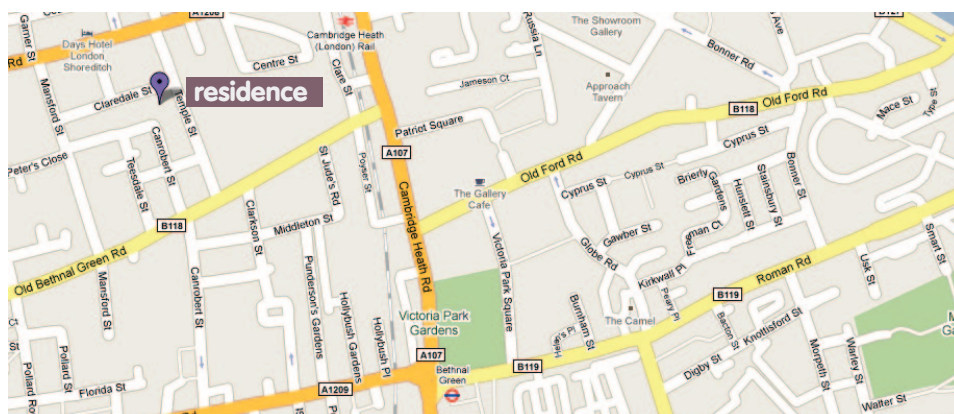 A1208
B127
Garner St
Days Hotel
London
Shoreditch
Rd
Mansford St
Claredale St
residence
Temple St
Canrobert St
Centre St
Cambridge Heath
(London) Rail
Clare St
Russia Ln
The Showroom
Gallery
Bonner Rd
Ave
Jameson Ct
Approach
Tavern
B118
Old Ford Rd
Mace St
Type St
Patriot Square
A107
Peter's Close
Teesdale St
St Jude's Rd
Poyser St
Cambridge Heath Rd
The Gallery
Cafe
Old Ford Rd
Cyprus St
Cyprus St
Cyprus St
Brierly
Gardens
Hunslett St
Stainsbury St
Bonner St
B118
Clarkson St
Middleton St
Old Bethnal Green Rd
Globe Rd
Gawber St
Kirkwall Pl
Roman Rd
Smart St
Usk St
Mansford St
Canrobert St
Punderson's Gardens
Hollybush Gardens
Hollybush Pl
Victoria Park Square
Victoria Park
Gardens
Burnham St
The Camel
Peary Pl
B119
Bacton St
Knottisford St
Digby St
Morpeth St
Warley St
Ct
Pollard St
Florida St
A1209
A107
Bethnal
Green
B119
Walter St